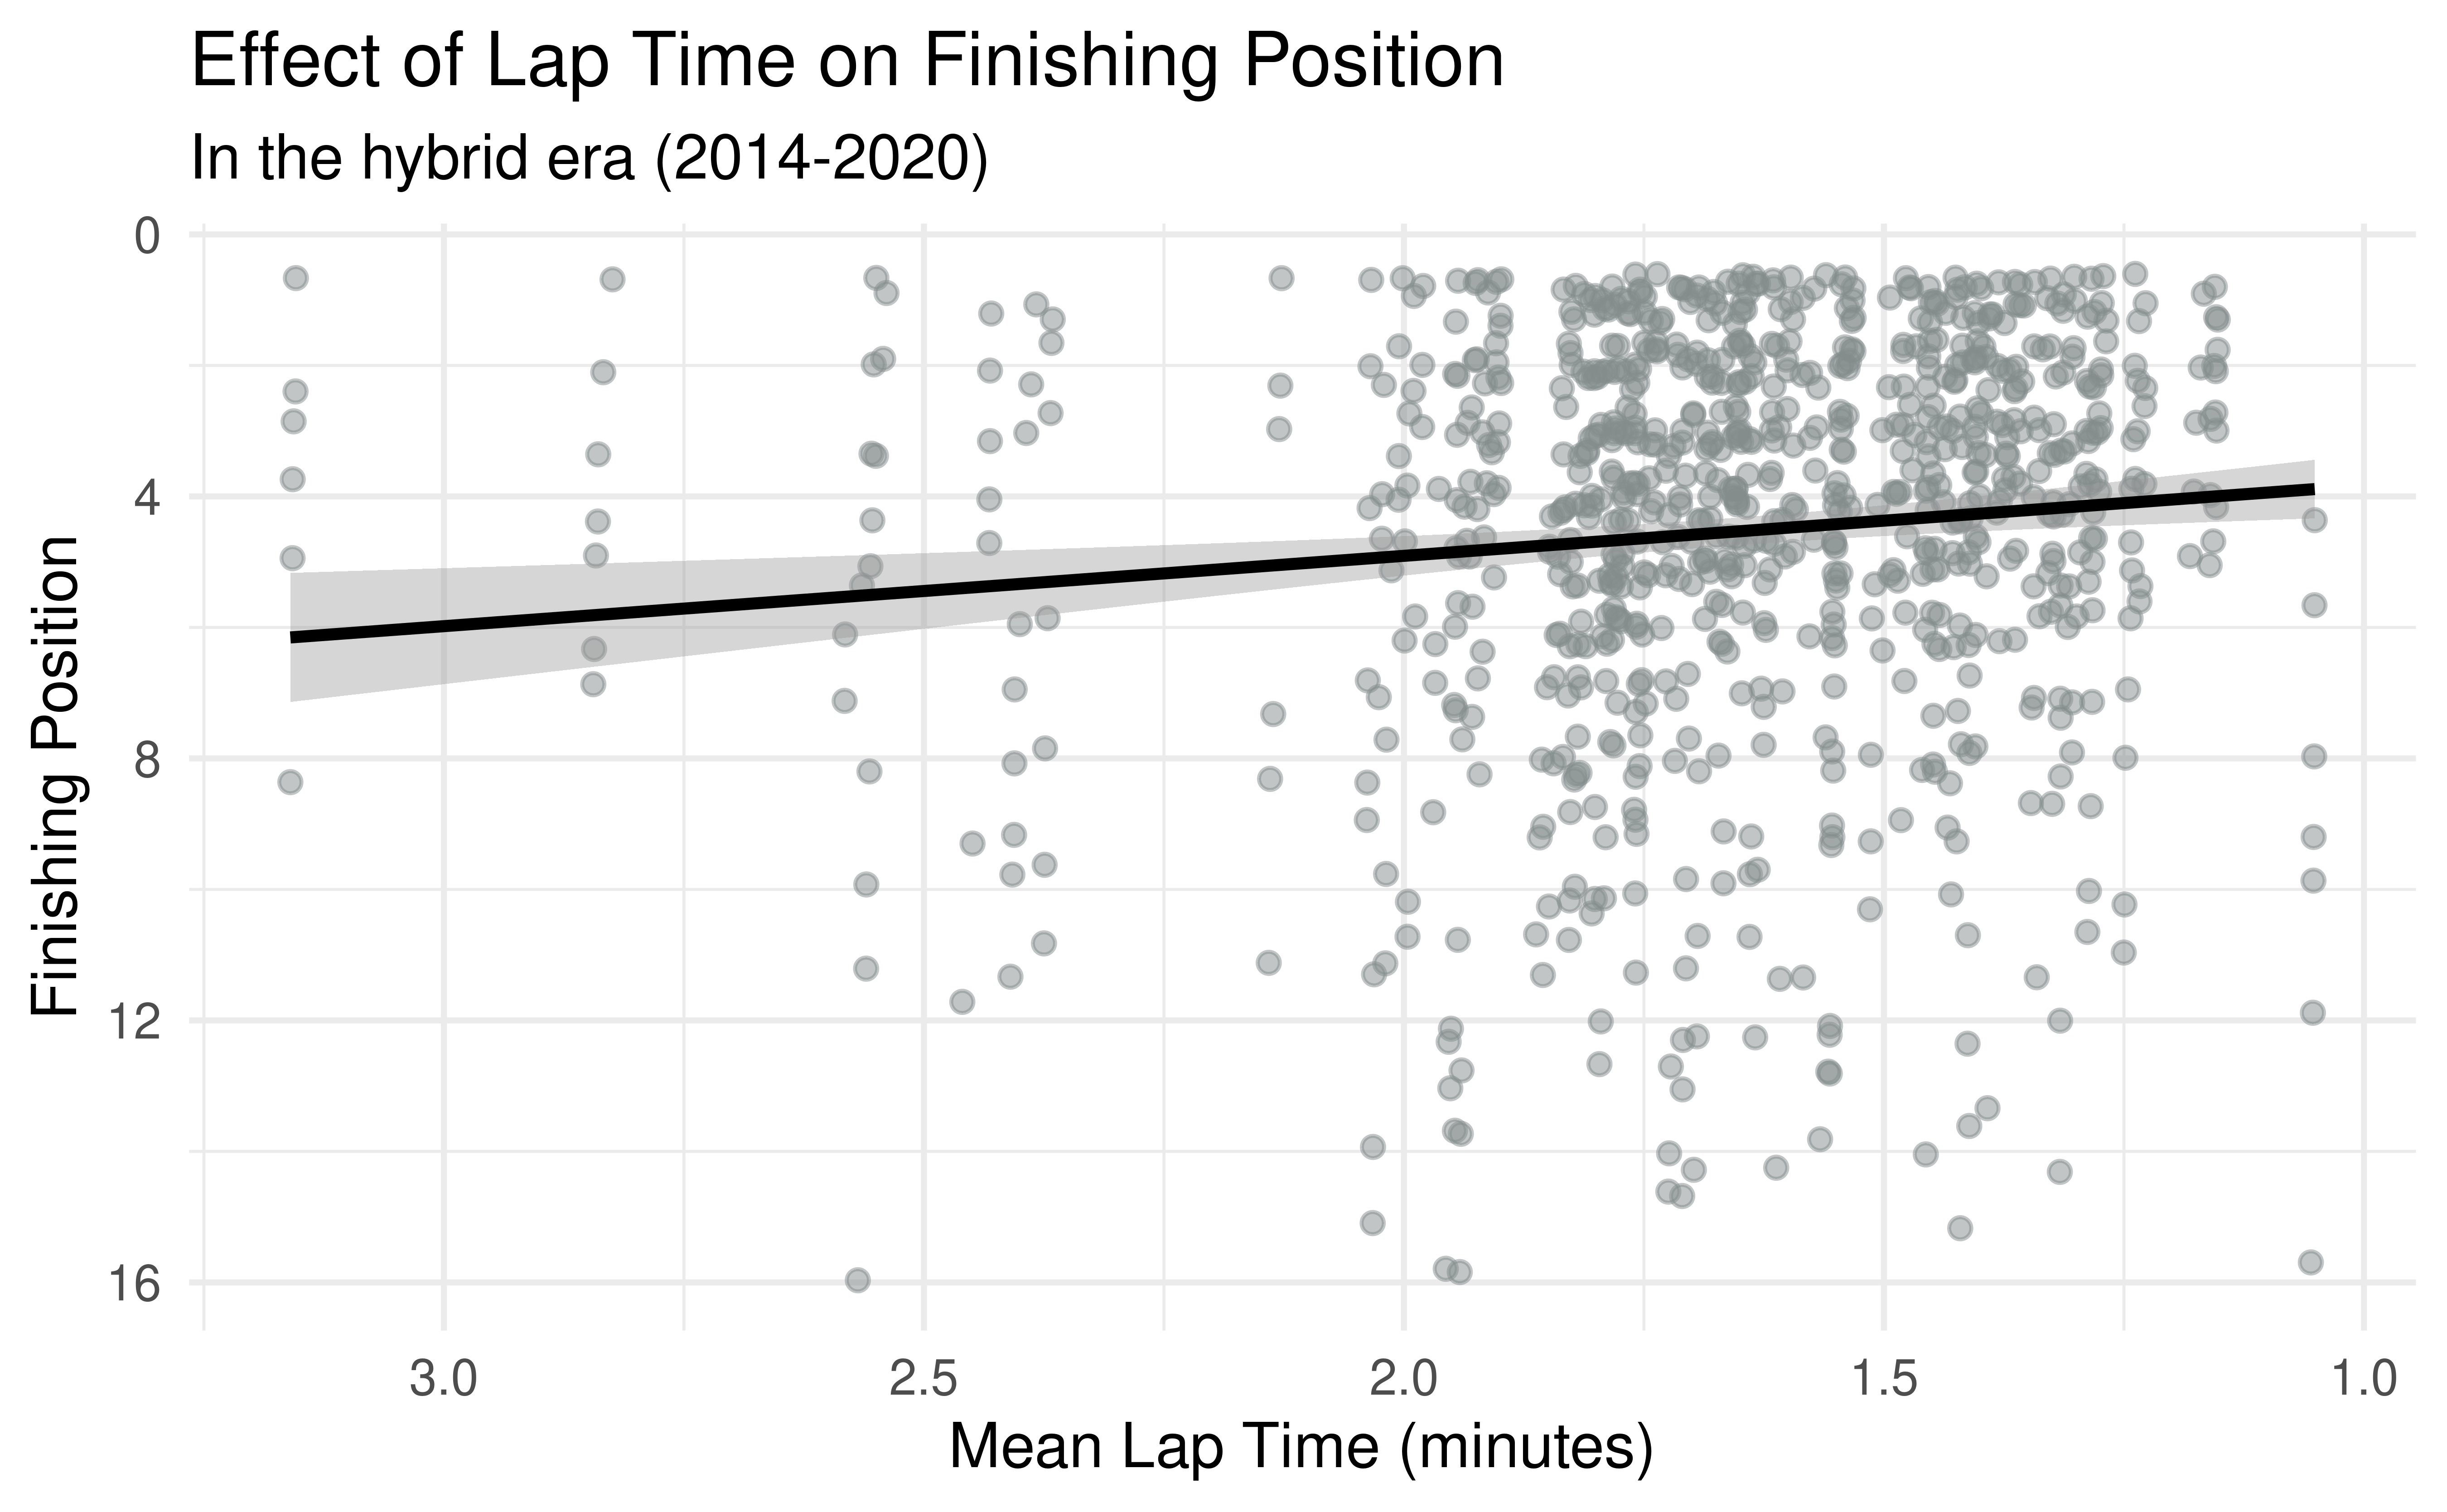 Effect of Lap Time on Finishing Position
In the hybrid era (2014-2020)
0
4
8
12
16
Finishing Position
3.0 2.5 2.0 1.5 1.0
Mean Lap Time (minutes)